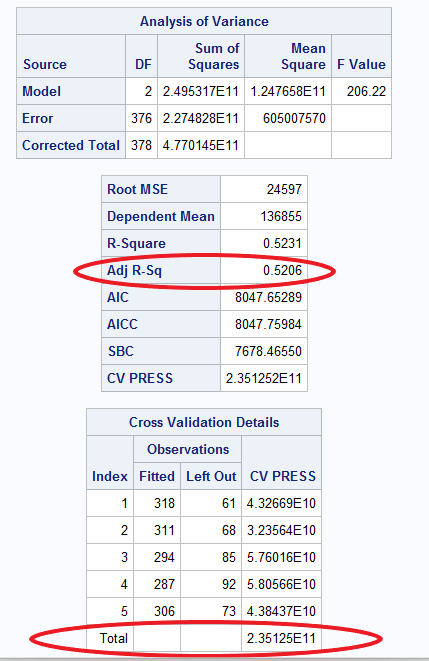 Analysis of Variance
Source DF Sum of Squares Mean Square F Value
Model 2 2.495317E11 1.247658E11 206.22
Error 376 2.274828E11 605007570
Corrected Total 378 4.770145E11
Root MSE 24597
Dependent Mean 136855
R-Square 0.5231
Adj R-Sq 0.5206
AIC 8047.65289
AICC 8047.75984
SBC 7678.46550
CV PRESS 2.351252E11
Cross Validation Details
Observations
Index Fitted Left Out CV PRESS
1 318 61 4.32669E10
2 311 68 3.23564E10
3 294 85 5.76016E10
4 287 92 5.80566E10
5 306 73 4.38437E10
Total 2.35125E11